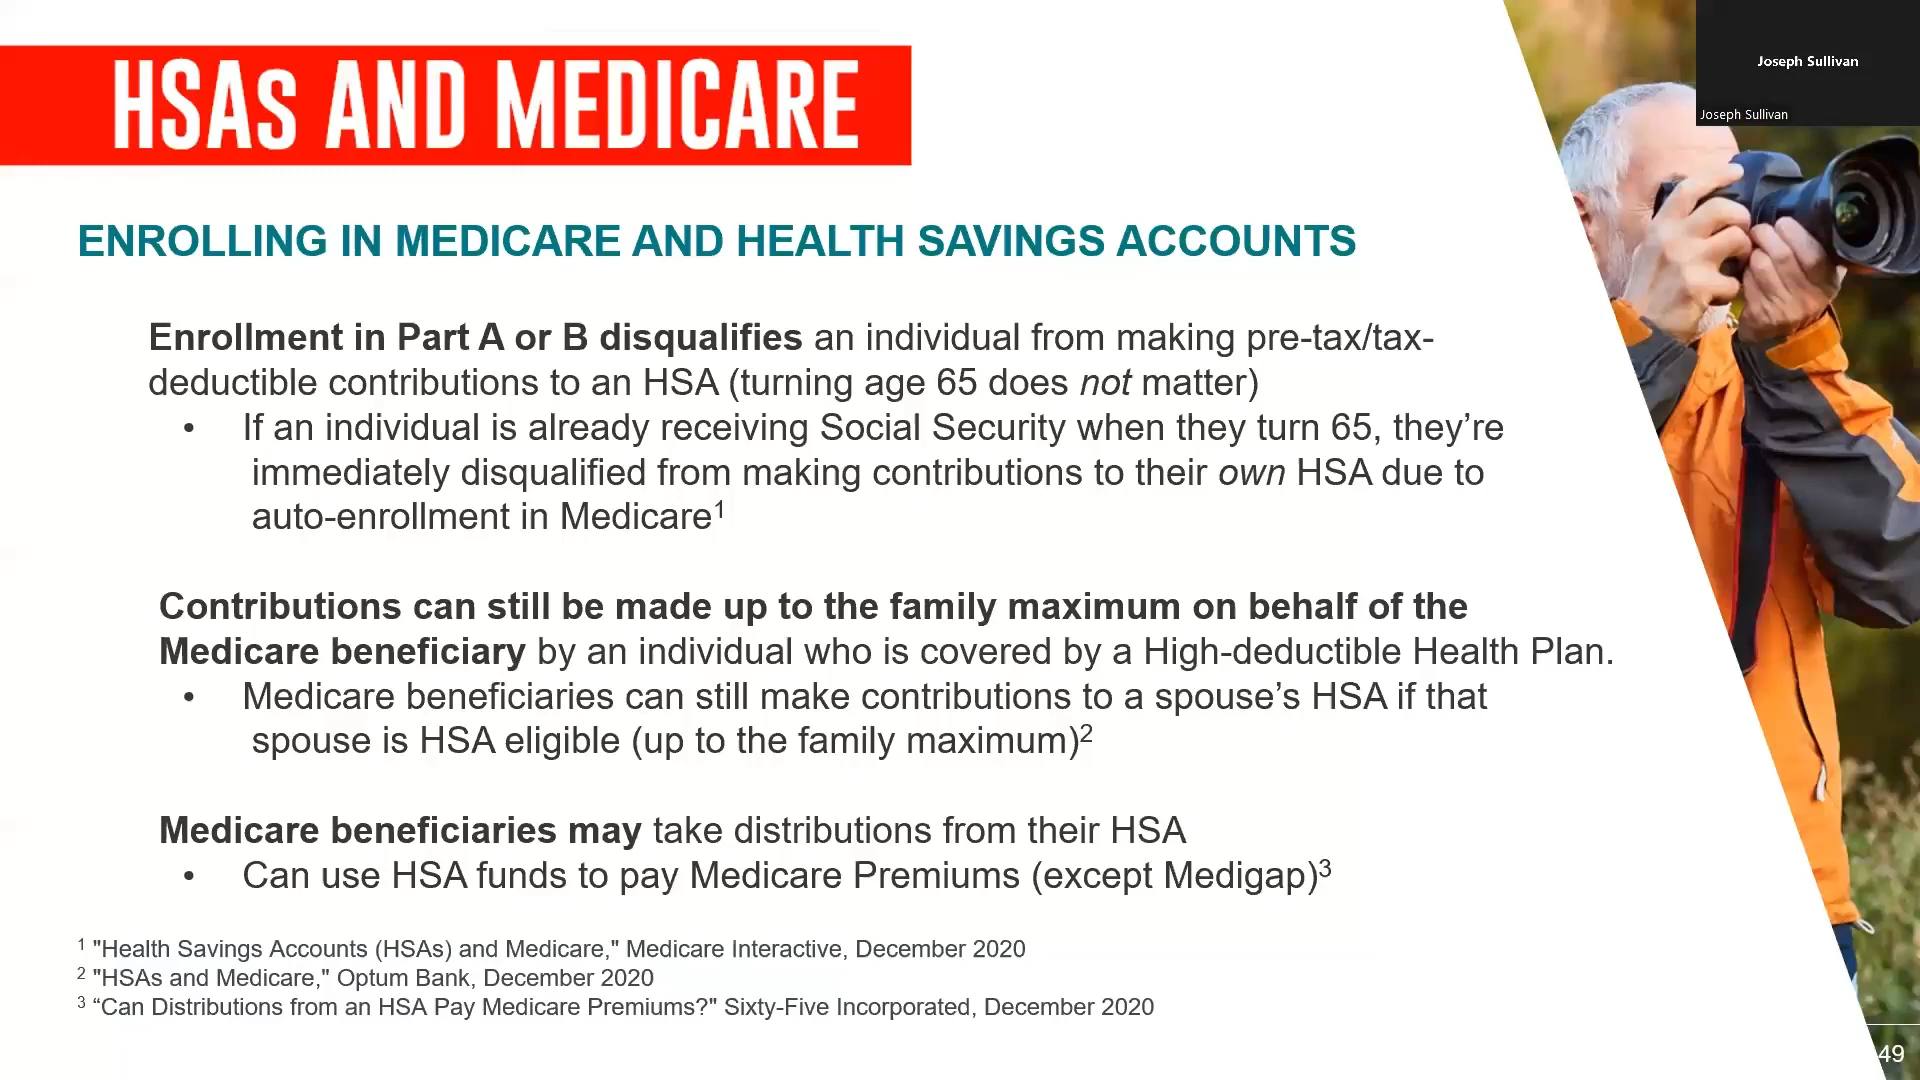 HSAs AND MEDICARE
Joseph Sullivan
Joseph Sullivan
ENROLLING IN MEDICARE AND HEALTH SAVINGS ACCOUNTS
Enrollment in Part A or B disqualifies an individual from making pre-tax/tax-
deductible contributions to an HSA (turning age 65 does not matter)
• If an individual is already receiving Social Security when they turn 65, they’re
immediately disqualified from making contributions to their own HSA due to
auto-enrollment in Medicare¹
Contributions can still be made up to the family maximum on behalf of the
Medicare beneficiary by an individual who is covered by a High-deductible Health Plan.
• Medicare beneficiaries can still make contributions to a spouse’s HSA if that
spouse is HSA eligible (up to the family maximum)²
Medicare beneficiaries may take distributions from their HSA
• Can use HSA funds to pay Medicare Premiums (except Medigap)³
¹ "Health Savings Accounts (HSAs) and Medicare," Medicare Interactive, December 2020
² "HSAs and Medicare," Optum Bank, December 2020
³ “Can Distributions from an HSA Pay Medicare Premiums?" Sixty-Five Incorporated, December 2020
49